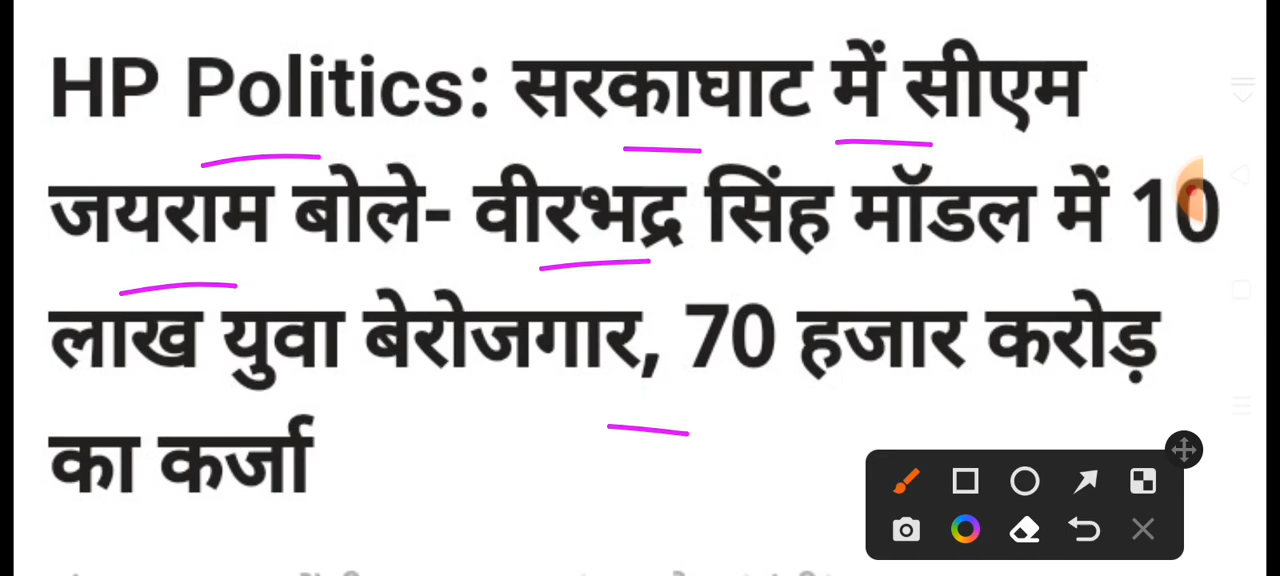 HP Politics: सरकाघाट में सीएम
जयराम बोले- वीरभद्र सिंह मॉडल में 10
लाख युवा बेरोजगार, 70 हजार करोड़
का कर्जा